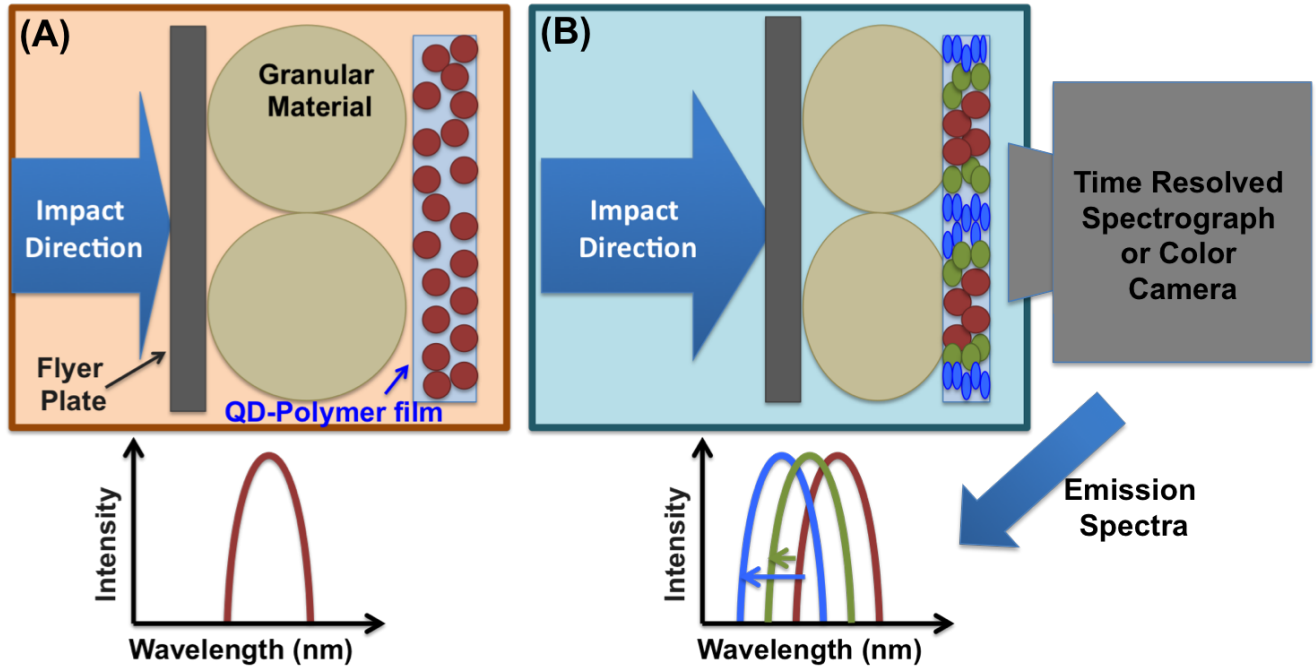 (A)
Granular
Material
Impact
Direction
Flyer
Plate
QD-Polymer film
Intensity
Wavelength (nm)
(B)
Impact
Direction
Time Resolved
Spectrograph
or Color
Camera
Emission
Spectra
Intensity
Wavelength (nm)